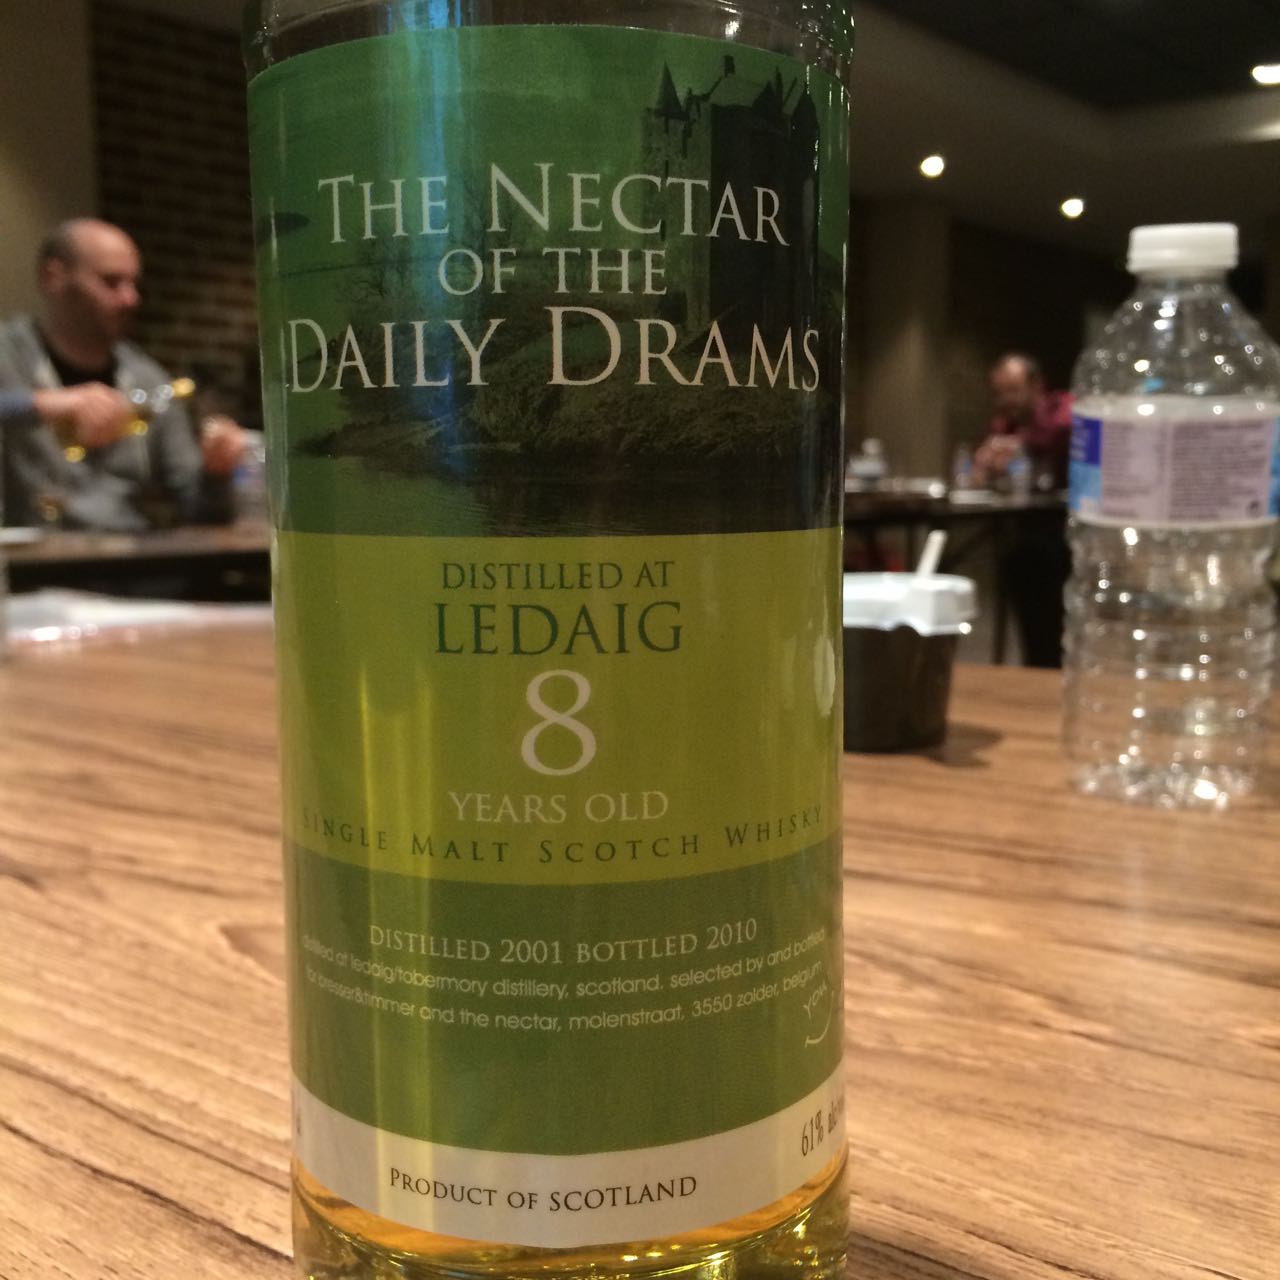 THE NECTAR
OF THE
DAILY DRAMS
DISTILLED AT
LEDAIG
8
YEARS OLD
SINGLE MALT SCOTCH WHISKY
DISTILLED 2001 BOTTLED 2010
distilled at ledaig/tobermory distillery, scotland. selected by and bottled
for bresser&timmer and the nectar, molenstraat, 3550 zolder, belgium
61%
PRODUCT OF SCOTLAND